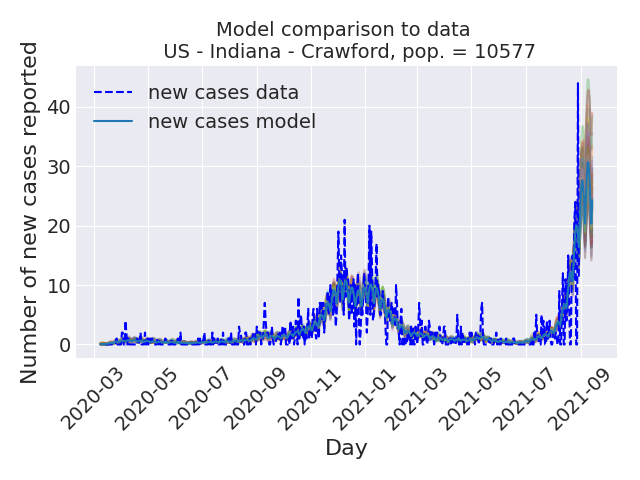 Model comparison to data
US - Indiana - Crawford, pop. = 10577
Number of new cases reported
new cases data
new cases model
40
30
20
10
0
2020-03
2020-05
2020-07
2020-09
2020-11
2021-01
2021-03
2021-05
2021-07
2021-09
Day